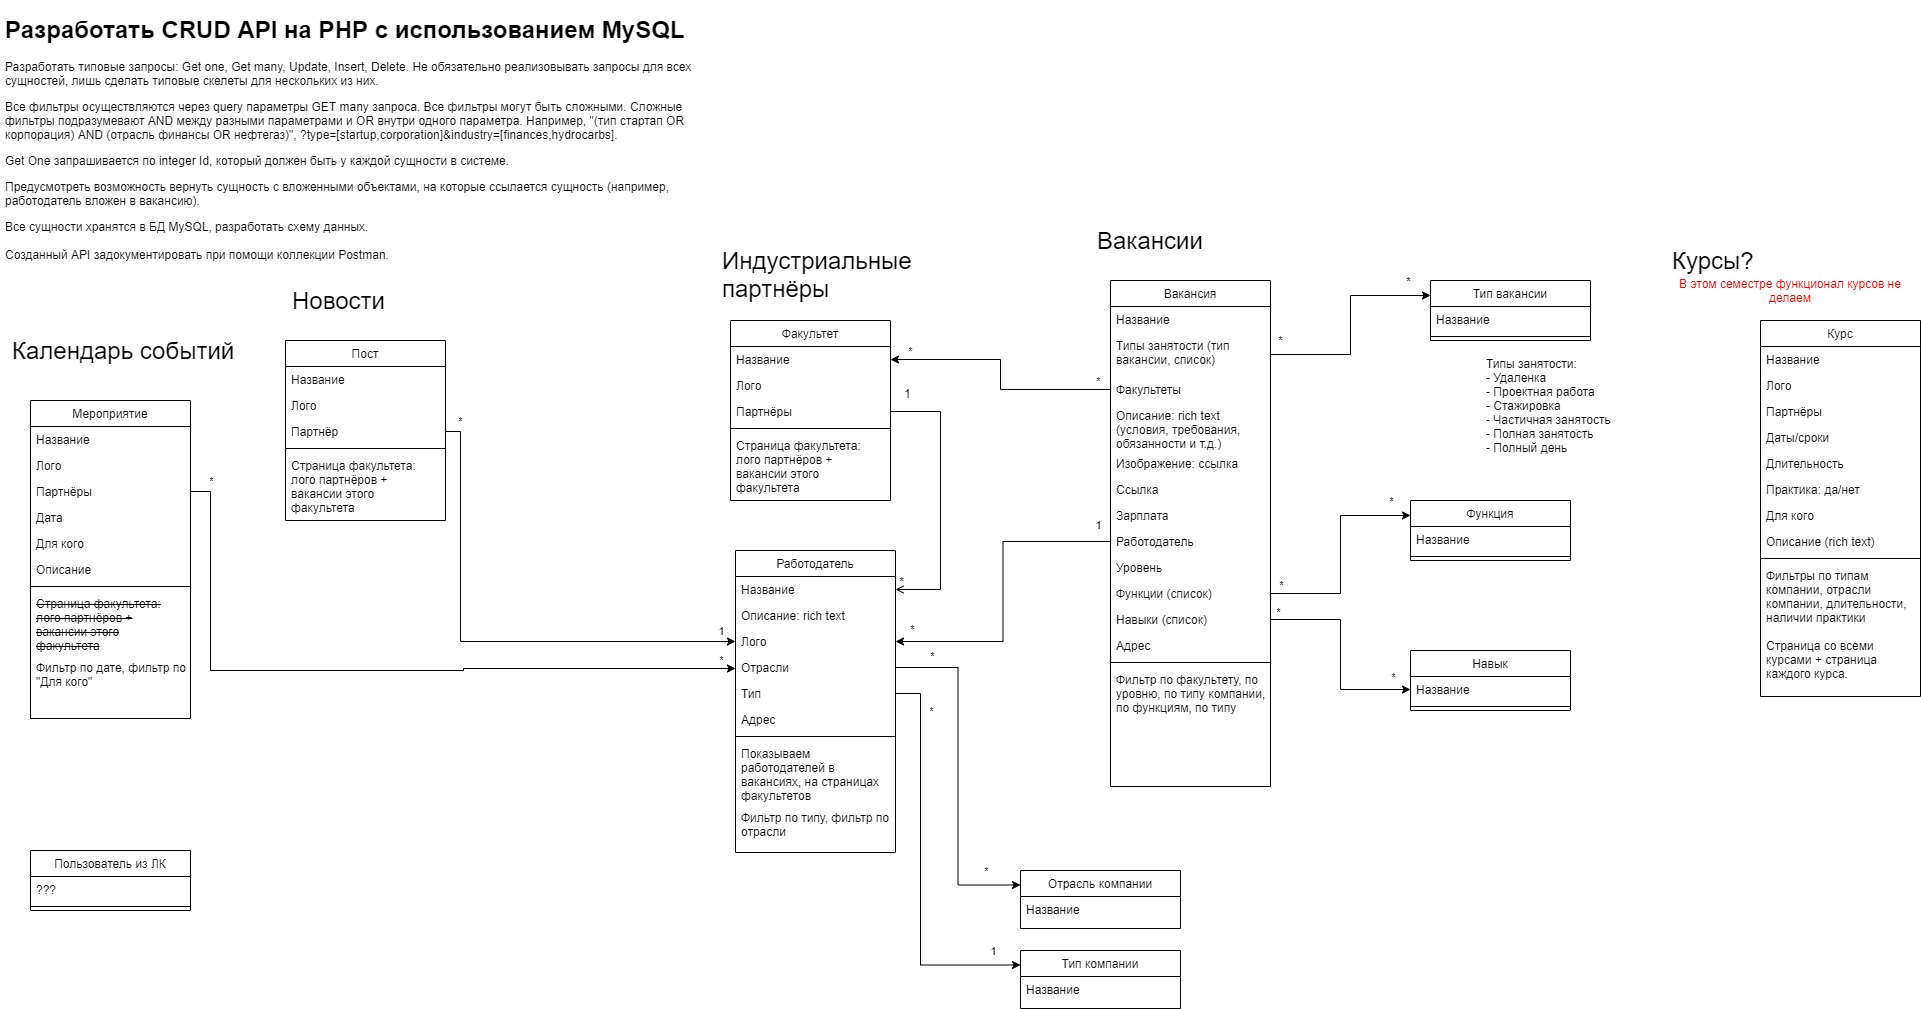 Разработать CRUD API на PHP с использованием MySQL
Разработать типовые запросы: Get one, Get many, Update, Insert, Delete. Не обязательно реализовывать запросы для всех
сущностей, лишь сделать типовые скелеты для нескольких из них.
Все фильтры осуществляются через query параметры GET many запроса. Все фильтры могут быть сложными. Сложные
фильтры подразумевают AND между разными параметрами и OR внутри одного параметра. Например, "(тип стартап OR
корпорация) AND (отрасль финансы OR нефтегаз)", ?type=[startup,corporation]&industry=[finances,hydrocarbs].
Get One запрашивается по integer Id, который должен быть у каждой сущности в системе.
Предусмотреть возможность вернуть сущность с вложенными объектами, на которые ссылается сущность (например,
работодатель вложен в вакансию).
Все сущности хранятся в БД MySQL, разработать схему данных.
Созданный API задокументировать при помощи коллекции Postman.
Календарь событий
Мероприятие
Название
Лого
Партнёры
Дата
Для кого
Описание
Страница факультета:
лого партнёров +
вакансии этого
факультета
Фильтр по дате, фильтр по
"Для кого"
*
*
Пользователь из ЛК
???
Новости
Пост
Название
Лого
Партнёр
Страница факультета:
лого партнёров +
вакансии этого
факультета
*
1
Индустриальные
партнёры
Факультет
Название
Лого
Партнёры
Страница факультета:
лого партнёров +
вакансии этого
факультета
*
1
*
Работодатель
Название
Описание: rich text
Лого
Отрасли
Тип
Адрес
Показываем
работодателей в
вакансиях, на страницах
факультетов
Фильтр по типу, фильтр по
отрасли
*
*
*
*
Отрасль компании
Название
1
Тип компании
Название
Вакансии
Вакансия
Название
Типы занятости (тип
вакансии, список)
Факультеты
Описание: rich text
(условия, требования,
обязанности и т.д.)
Изображение: ссылка
Ссылка
Зарплата
Работодатель
Уровень
Функции (список)
Навыки (список)
Адрес
Фильтр по факультету, по
уровню, по типу компании,
по функциям, по типу
*
1
*
*
*
*
Тип вакансии
Название
Типы занятости:
- Удаленка
- Проектная работа
- Стажировка
- Частичная занятость
- Полная занятость
- Полный день
*
Функция
Название
*
Навык
Название
Курсы?
В этом семестре функционал курсов не
делаем
Курс
Название
Лого
Партнёры
Даты/сроки
Длительность
Практика: да/нет
Для кого
Описание (rich text)
Фильтры по типам
компании, отрасли
компании, длительности,
наличии практики
Страница со всеми
курсами + страница
каждого курса.